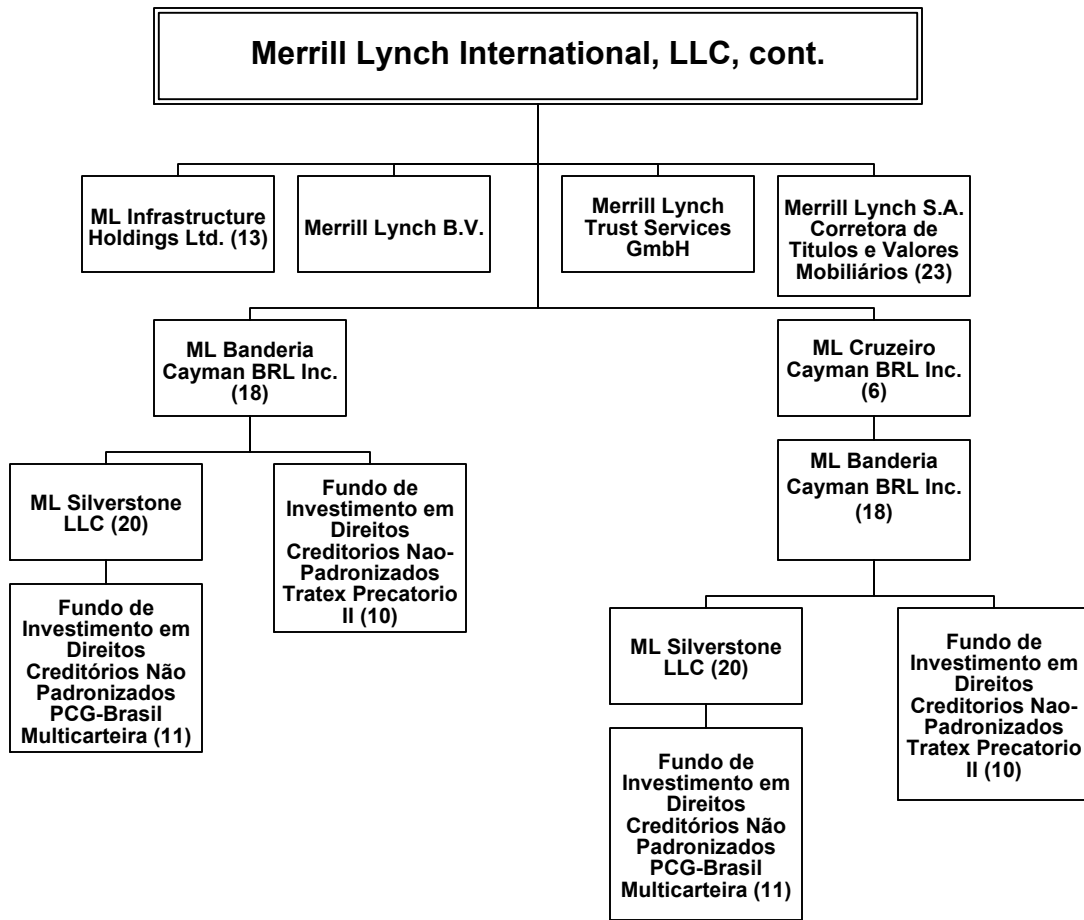 Merrill Lynch International, LLC, cont.
ML Infrastructure
Holdings Ltd. (13)
Merrill Lynch B.V.
Merrill Lynch
Trust Services
GmbH
Merrill Lynch S.A.
Corretora de
Titulos e Valores
Mobiliários (23)
ML Banderia
Cayman BRL Inc.
(18)
ML Cruzeiro
Cayman BRL Inc.
(6)
ML Silverstone
LLC (20)
Fundo de
Investimento em
Direitos
Creditorios Nao-
Padronizados
Tratex Precatorio
II (10)
ML Banderia
Cayman BRL Inc.
(18)
Fundo de
Investimento em
Direitos
Creditórios Não
Padronizados
PCG-Brasil
Multicarteira (11)
ML Silverstone
LLC (20)
Fundo de
Investimento em
Direitos
Creditorios Nao-
Padronizados
Tratex Precatorio
II (10)
Fundo de
Investimento em
Direitos
Creditórios Não
Padronizados
PCG-Brasil
Multicarteira (11)